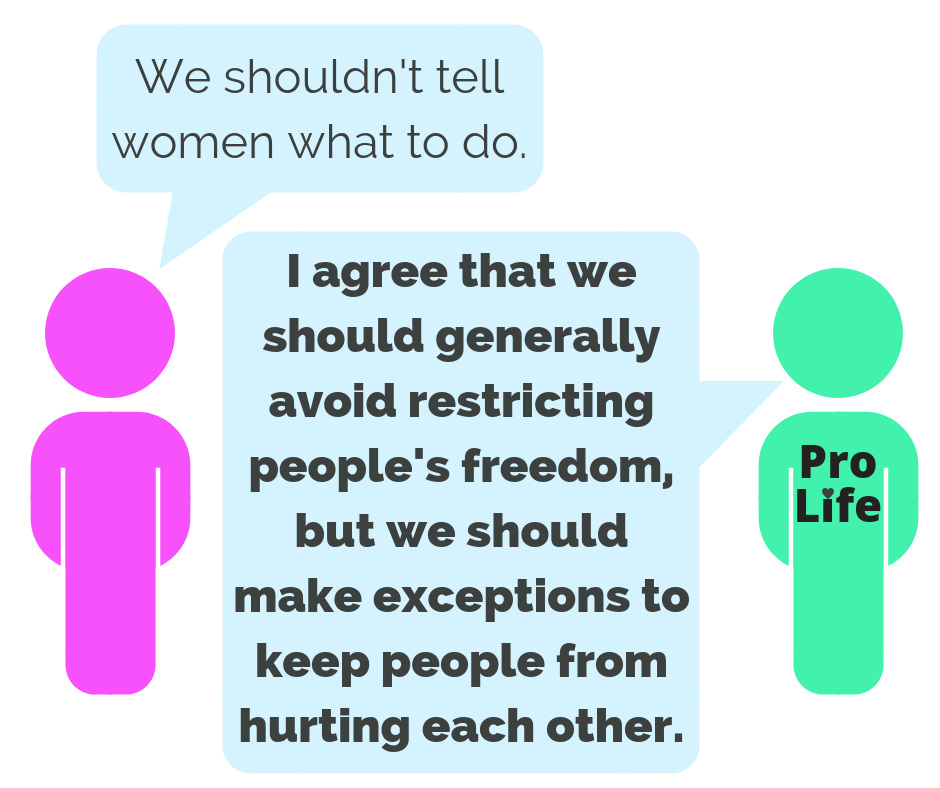 We shouldn't tell
women what to do.
I agree that we
should generally
avoid restricting
people's freedom,
but we should
make exceptions to
keep people from
hurting each other.
Pro
Life